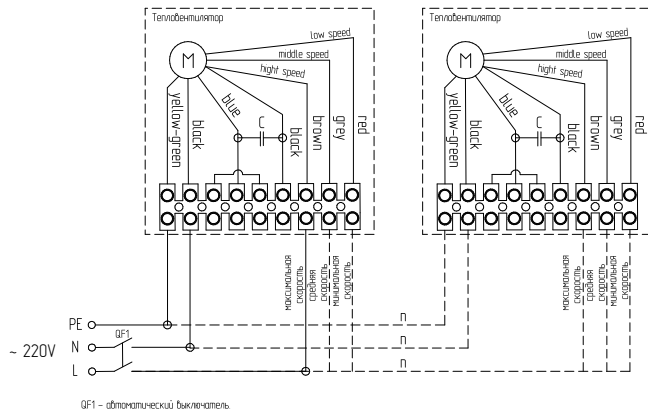 Тепловентилятор
Тепловентилятор
low speed
middle speed
hight speed
M
yellow-green
black
blue
C
black
brown
grey
red
low speed
middle speed
hight speed
M
yellow-green
black
blue
C
black
brown
grey
red
максимальная скорость
средняя скорость
минимальная скорость
максимальная скорость
средняя скорость
минимальная скорость
~ 220V
PE
N
L
QF1
n
n
n
QF1 – автоматический выключатель.